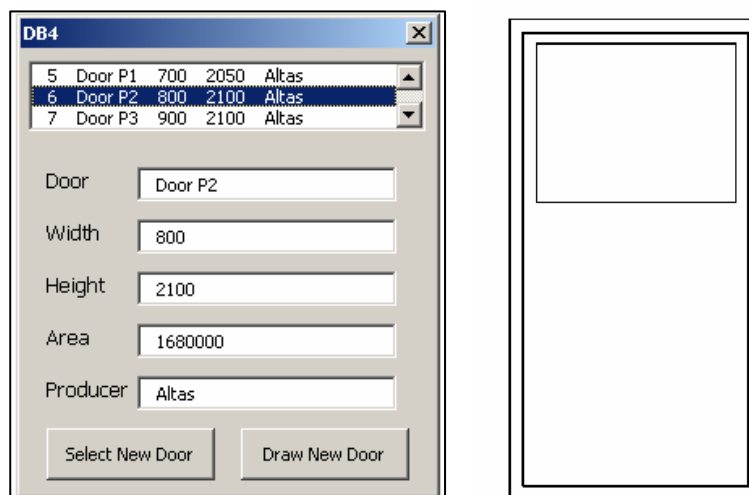 DB4
5 Door P1 700 2050 Altas
6 Door P2 800 2100 Altas
7 Door P3 900 2100 Altas
Door Door P2
Width 800
Height 2100
Area 1680000
Producer Altas
Select New Door Draw New Door